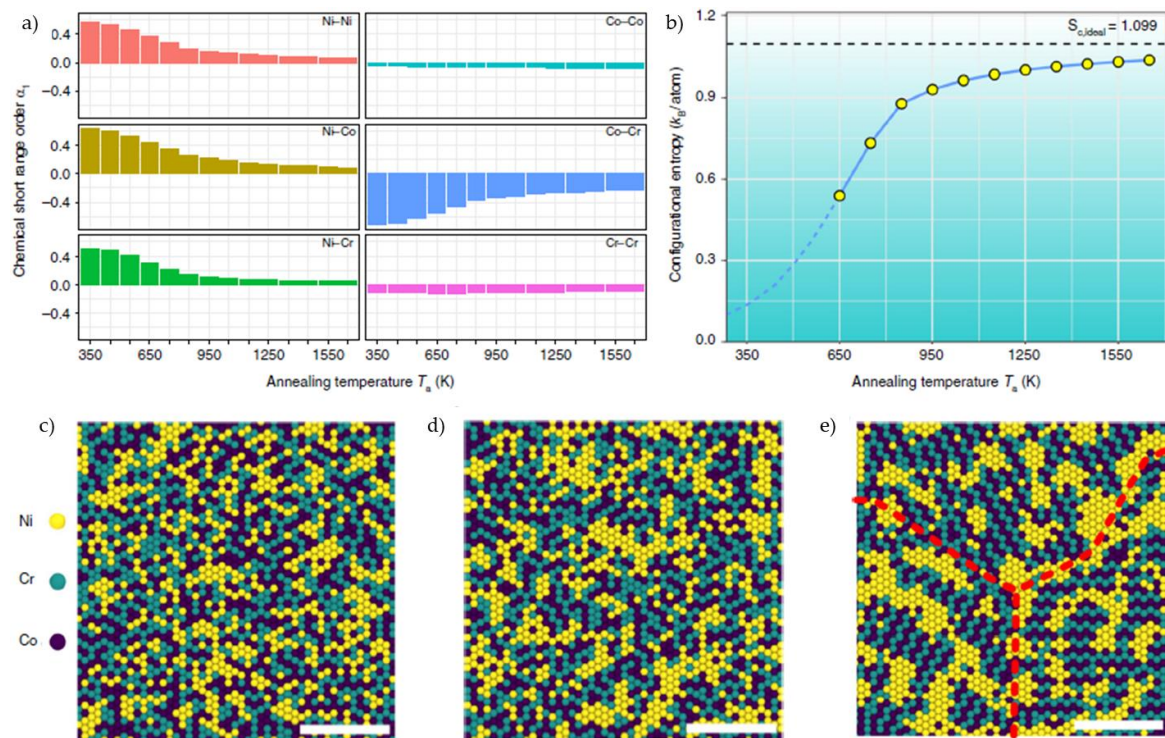 a)
Ni–Ni
Co–Co
0.4
0.0
−0.4
Ni–Co
Co–Cr
0.4
0.0
−0.4
Ni–Cr
Cr–Cr
0.4
0.0
−0.4
Chemical short range order α₁
350 650 950 1250 1550
350 650 950 1250 1550
Annealing temperature Tₐ (K)
b)
1.2
S_c,ideal = 1.099
0.9
0.6
0.3
0.0
Configurational entropy (k_B/atom)
350 650 950 1250 1550
Annealing temperature Tₐ (K)
c)
d)
e)
Ni
Cr
Co